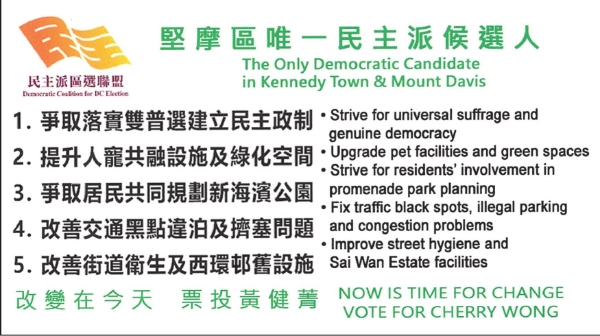 民主
民主派區選聯盟
Democratic Coalition for DC Election
堅摩區唯一民主派候選人
The Only Democratic Candidate
in Kennedy Town & Mount Davis
1. 爭取落實雙普選建立民主政制
2. 提升人寵共融設施及綠化空間
3. 爭取居民共同規劃新海濱公園
4. 改善交通黑點違泊及擠塞問題
5. 改善街道衛生及西環邨舊設施
• Strive for universal suffrage and
genuine democracy
• Upgrade pet facilities and green spaces
• Strive for residents' involvement in
promenade park planning
• Fix traffic black spots, illegal parking
and congestion problems
• Improve street hygiene and
Sai Wan Estate facilities
改變在今天 票投黃健菁
NOW IS TIME FOR CHANGE
VOTE FOR CHERRY WONG